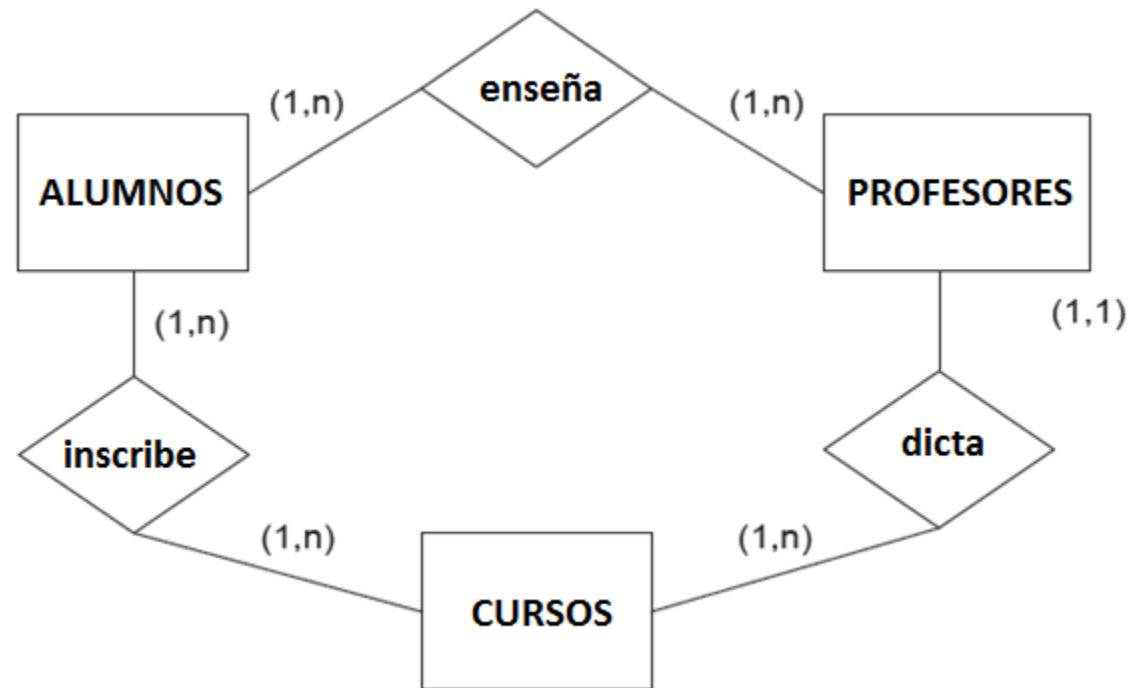 enseña
(1,n)
(1,n)
ALUMNOS
PROFESORES
(1,n)
(1,1)
inscribe
dicta
(1,n)
(1,n)
CURSOS